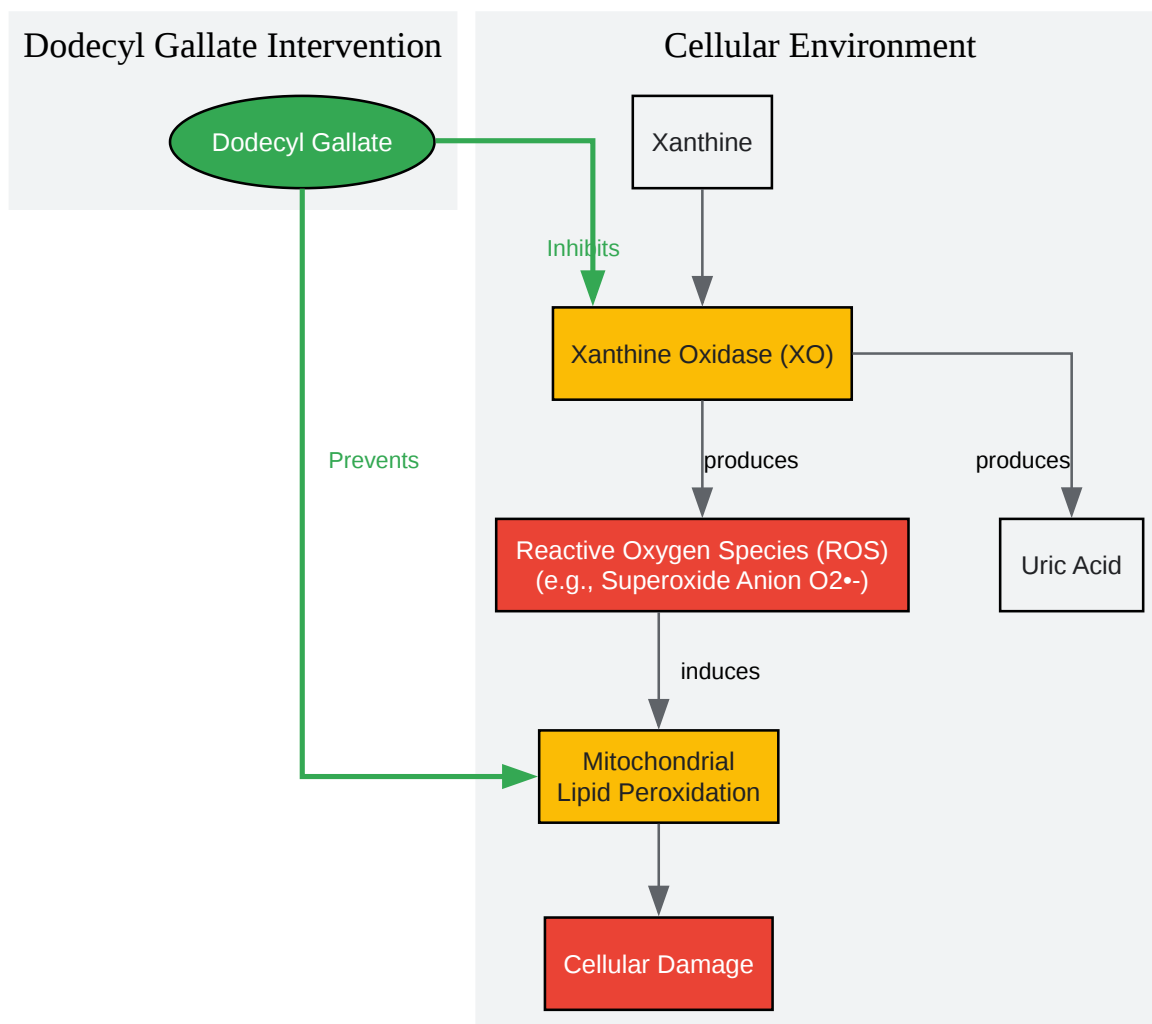 Dodecyl Gallate Intervention
Cellular Environment
Dodecyl Gallate
Xanthine
Inhibits
Xanthine Oxidase (XO)
Prevents
produces
produces
Reactive Oxygen Species (ROS)
(e.g., Superoxide Anion O2•-)
Uric Acid
induces
Mitochondrial
Lipid Peroxidation
Cellular Damage